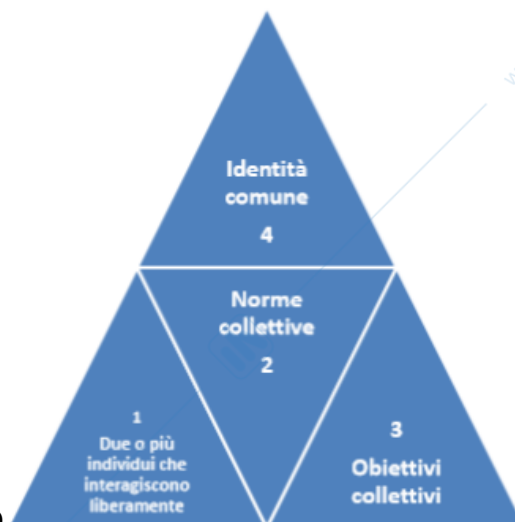 Identità
comune
4
Norme
collettive
2
1
Due o più
individui che
interagiscono
liberamente
3
Obiettivi
collettivi